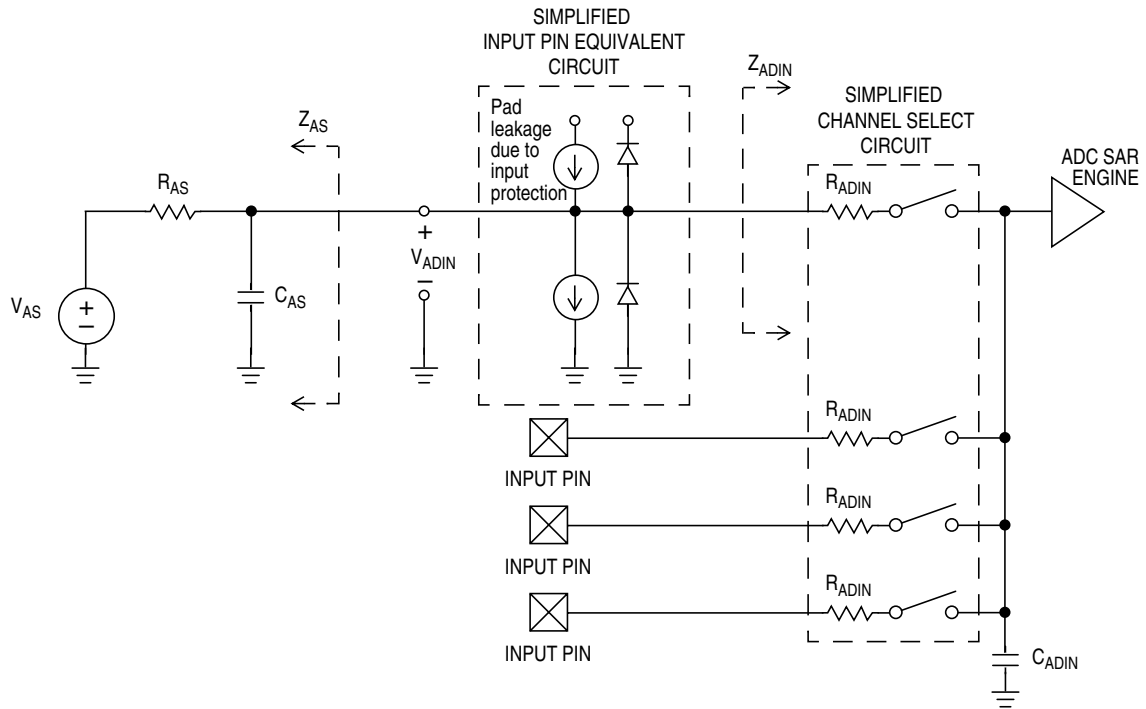 SIMPLIFIED
INPUT PIN EQUIVALENT
CIRCUIT
Z_ADIN
SIMPLIFIED
CHANNEL SELECT
CIRCUIT
Pad
leakage
due to
input
protection
Z_AS
R_AS
R_ADIN
ADC SAR
ENGINE
+
V_ADIN
–
V_AS
+
–
C_AS
R_ADIN
INPUT PIN
R_ADIN
INPUT PIN
R_ADIN
INPUT PIN
C_ADIN